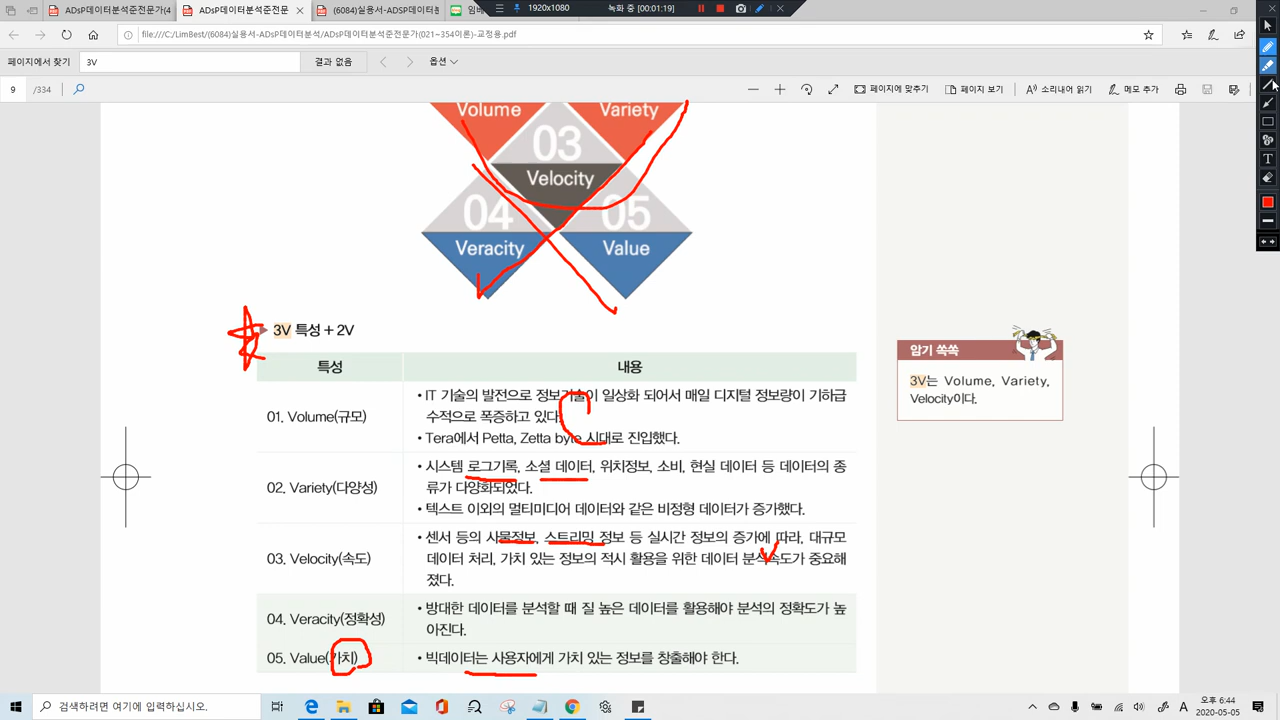 ADsP데이터분석준전문가(4
ADsP데이터분석준전문
(6084)실용서-ADsP데이터분
임베
1920x1080
녹화 중 [00:01:19]
file:///C:/LimBest/(6084)실용서-ADsP데이터분석/ADsP데이터분석준전문가(021~354이론)-교정용.pdf
페이지에서 찾기
3V
결과 없음
옵션
9 /334
페이지에 맞추기
페이지 보기
소리내어 읽기
메모 추가
Volume
Variety
03
Velocity
04
05
Veracity
Value
3V 특성 + 2V
특성
내용
01. Volume(규모)
• IT 기술의 발전으로 정보기술이 일상화 되어서 매일 디지털 정보량이 기하급
수적으로 폭증하고 있다.
• Tera에서 Petta, Zetta byte 시대로 진입했다.
02. Variety(다양성)
• 시스템 로그기록, 소셜 데이터, 위치정보, 소비, 현실 데이터 등 데이터의 종
류가 다양화되었다.
• 텍스트 이외의 멀티미디어 데이터와 같은 비정형 데이터가 증가했다.
03. Velocity(속도)
• 센서 등의 사물정보, 스트리밍 정보 등 실시간 정보의 증가에 따라, 대규모
데이터 처리, 가치 있는 정보의 적시 활용을 위한 데이터 분석속도가 중요해
졌다.
04. Veracity(정확성)
• 방대한 데이터를 분석할 때 질 높은 데이터를 활용해야 분석의 정확도가 높
아진다.
05. Value(가치)
• 빅데이터는 사용자에게 가치 있는 정보를 창출해야 한다.
암기 쏙쏙
3V는 Volume, Variety,
Velocity이다.
검색하려면 여기에 입력하십시오.
오후 6:44
2020-05-05